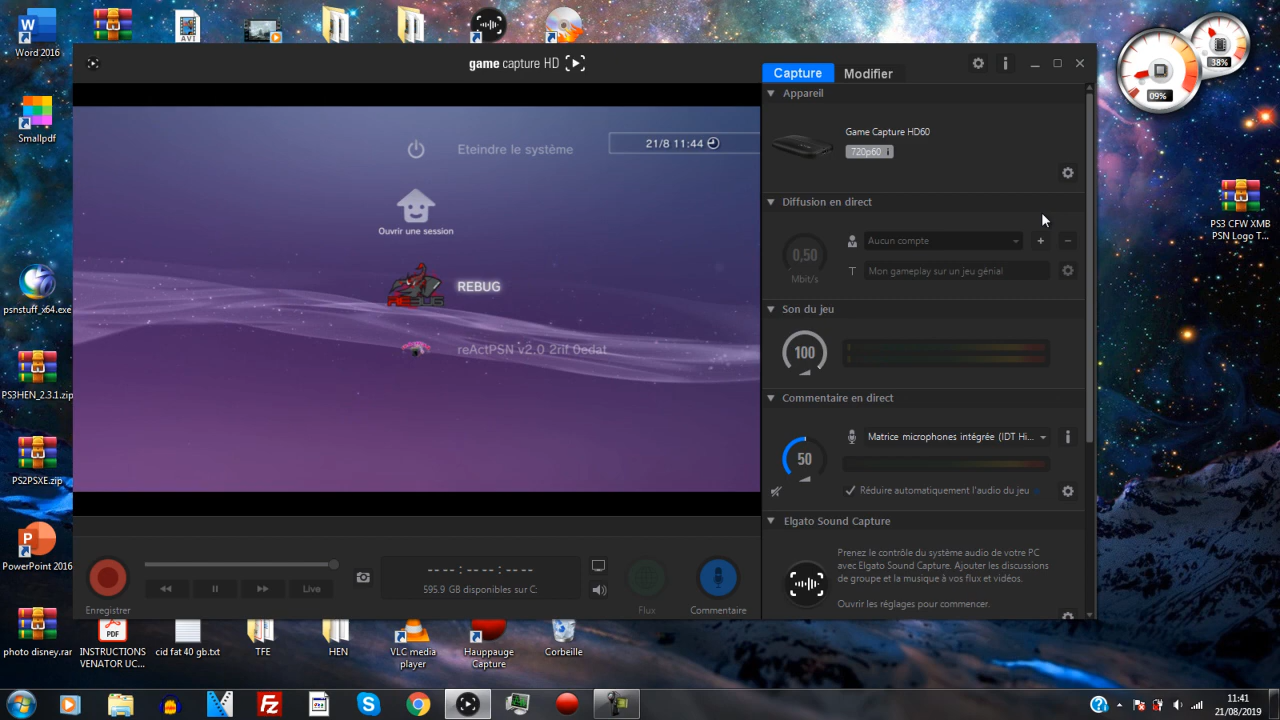 Word 2016
game capture HD
Capture
Modifier
38%
09%
Appareil
Game Capture HD60
720p60
Smallpdf
Eteindre le système
21/8 11:44
Ouvrir une session
REBUG
REBUG
reActPSN v2.0 2rif 0edat
Diffusion en direct
0,50
Mbit/s
Aucun compte
T
Mon gameplay sur un jeu génial
PS3 CFW XMB
PSN Logo T...
psnstuff_x64.exe
Son du jeu
100
PS3HEN_2.3.1.zip
Commentaire en direct
Matrice microphones intégrée (IDT Hi...
50
Réduire automatiquement l'audio du jeu
PS2PSXE.zip
Elgato Sound Capture
Prenez le contrôle du système audio de votre PC
avec Elgato Sound Capture. Ajouter les discussions
de groupe et la musique à vos flux et vidéos.
Ouvrir les réglages pour commencer.
PowerPoint 2016
Live
-- -- : -- -- : -- --
595.9 GB disponibles sur C:
Enregistrer
Flux
Commentaire
photo disney.rar
PDF
INSTRUCTIONS
VENATOR UC...
cid fat 40 gb.txt
TFE
HEN
VLC media
player
Hauppauge
Capture
Corbeille
AVI
11:41
21/08/2019